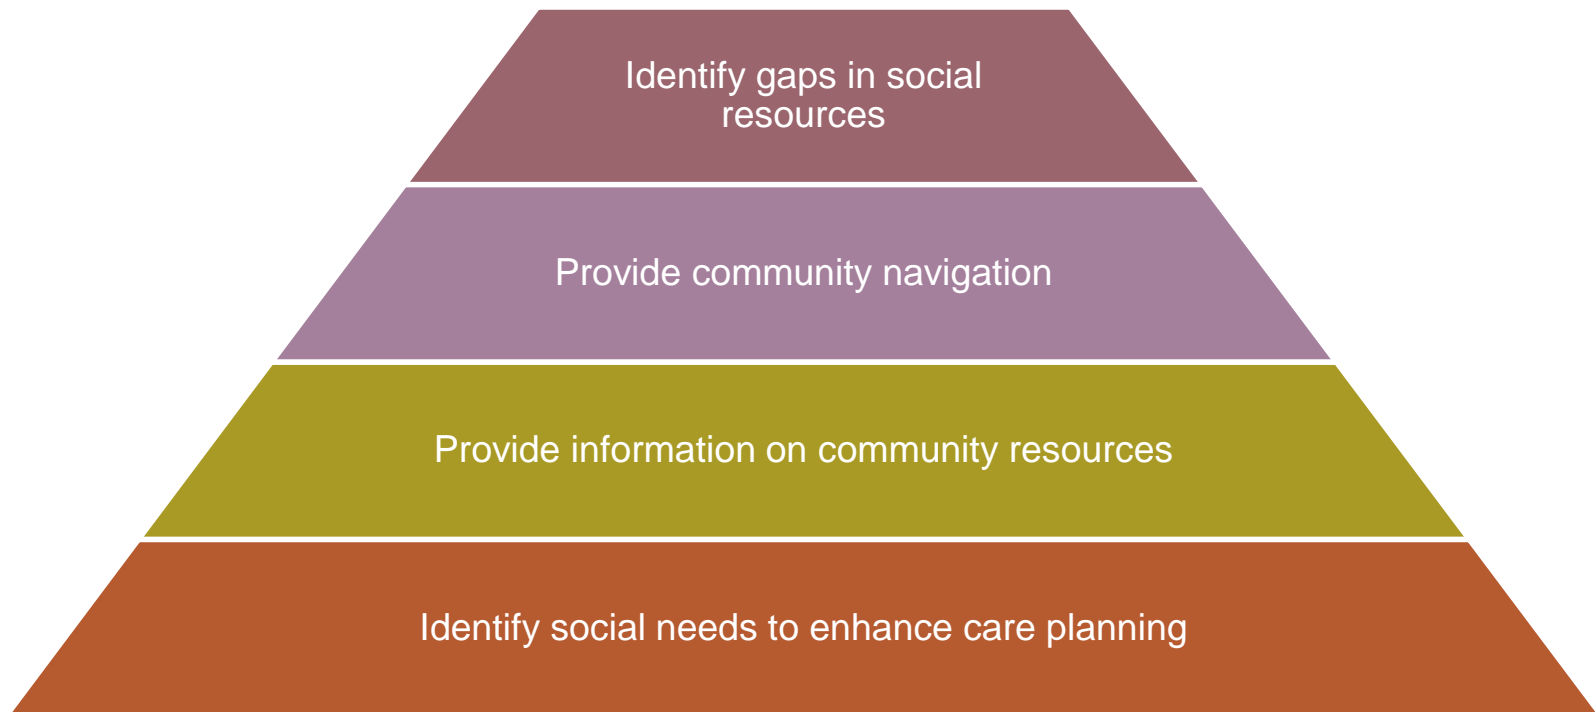 Identify gaps in social
resources
Provide community navigation
Provide information on community resources
Identify social needs to enhance care planning